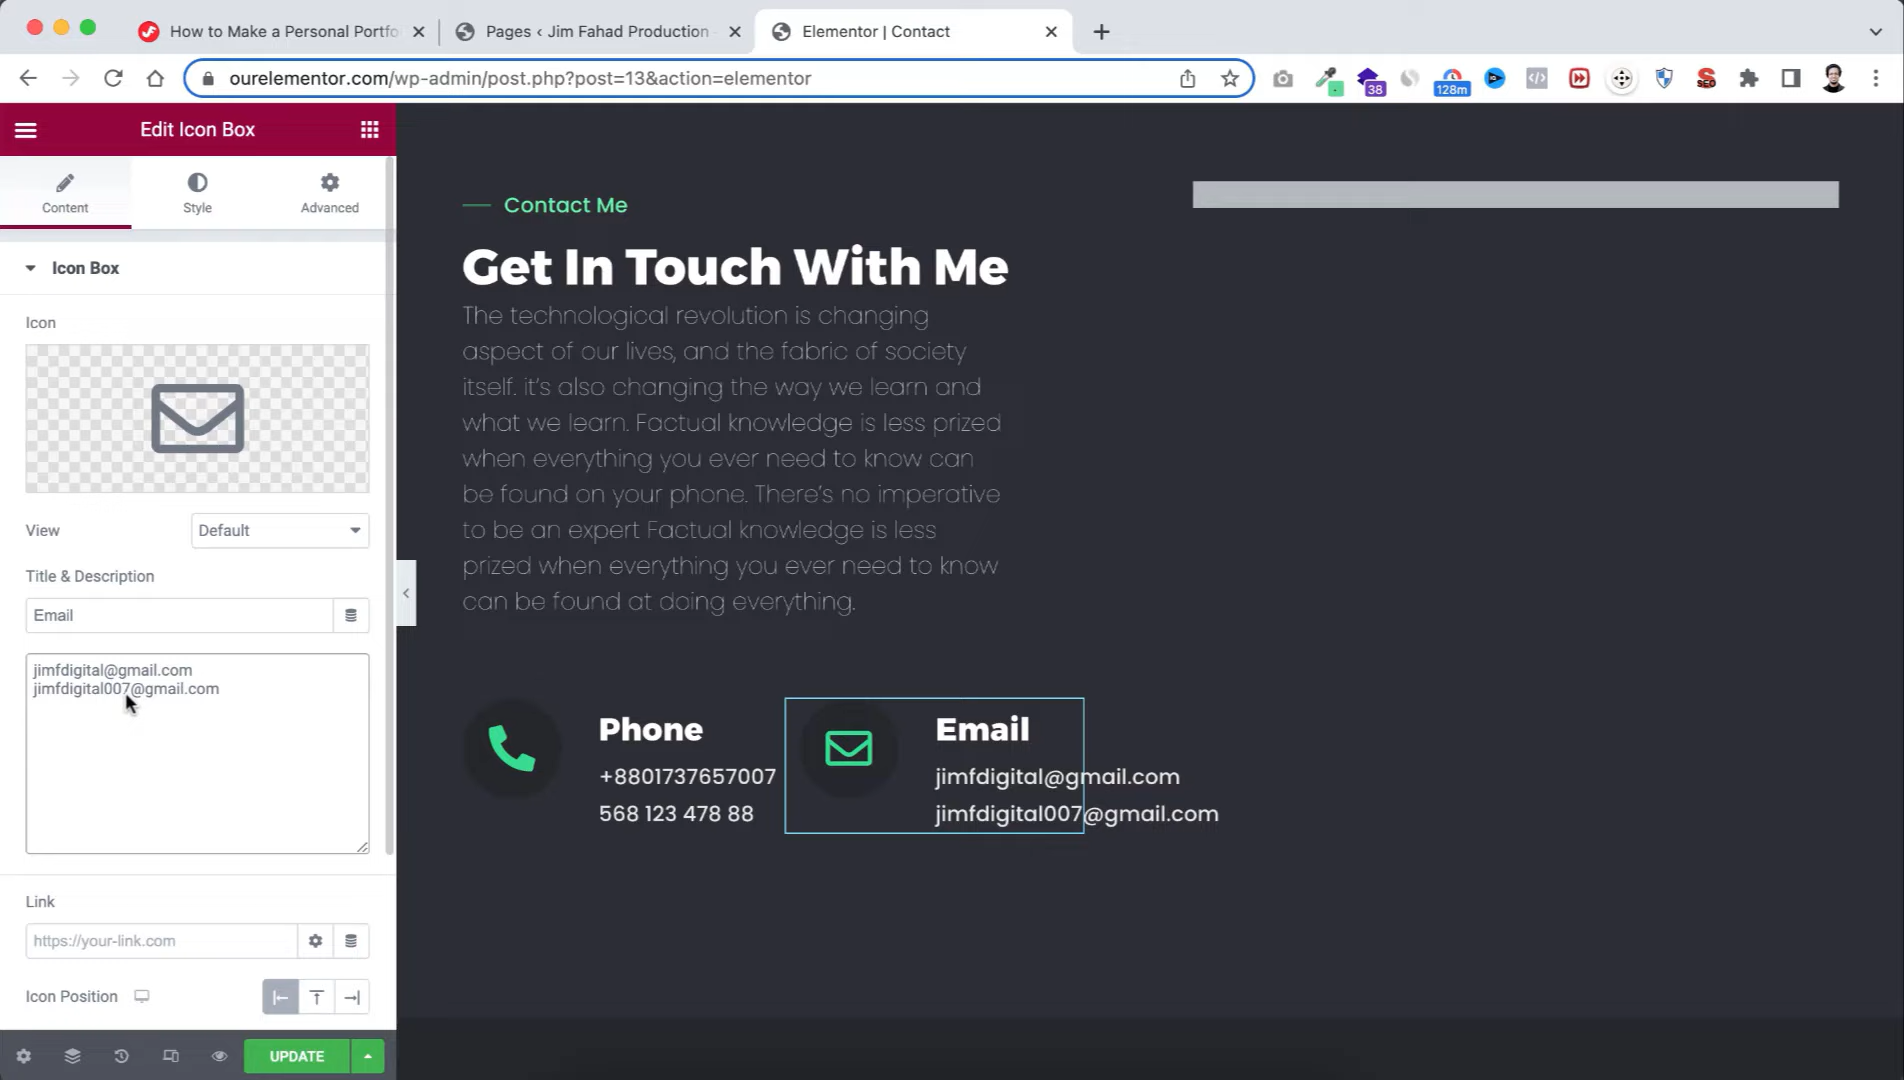 How to Make a Personal Portfo
Pages ‹ Jim Fahad Production
Elementor | Contact
ourelementor.com/wp-admin/post.php?post=13&action=elementor
38
128m
SEO
Edit Icon Box
Content
Style
Advanced
Icon Box
Icon
View
Default
Title & Description
Email
jimfdigital@gmail.com
jimfdigital007@gmail.com
Link
https://your-link.com
Icon Position
UPDATE
Contact Me
Get In Touch With Me
The technological revolution is changing
aspect of our lives, and the fabric of society
itself. it's also changing the way we learn and
what we learn. Factual knowledge is less prized
when everything you ever need to know can
be found on your phone. There's no imperative
to be an expert Factual knowledge is less
prized when everything you ever need to know
can be found at doing everything.
Phone
+8801737657007
568 123 478 88
Email
jimfdigital@gmail.com
jimfdigital007@gmail.com